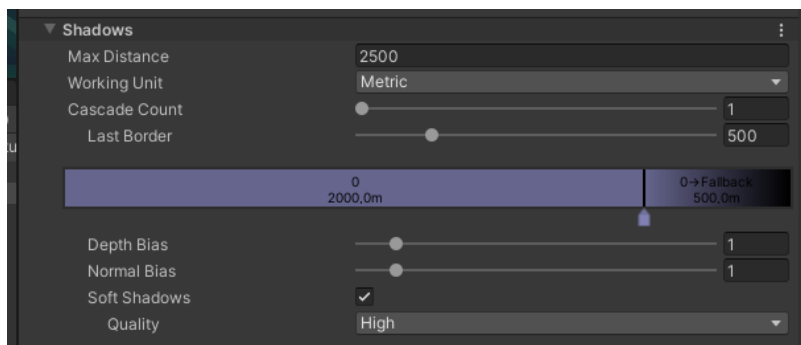 Shadows
Max Distance 2500
Working Unit Metric
Cascade Count 1
Last Border 500
0 0→Fallback
2000,0m 500,0m
Depth Bias 1
Normal Bias 1
Soft Shadows
Quality High